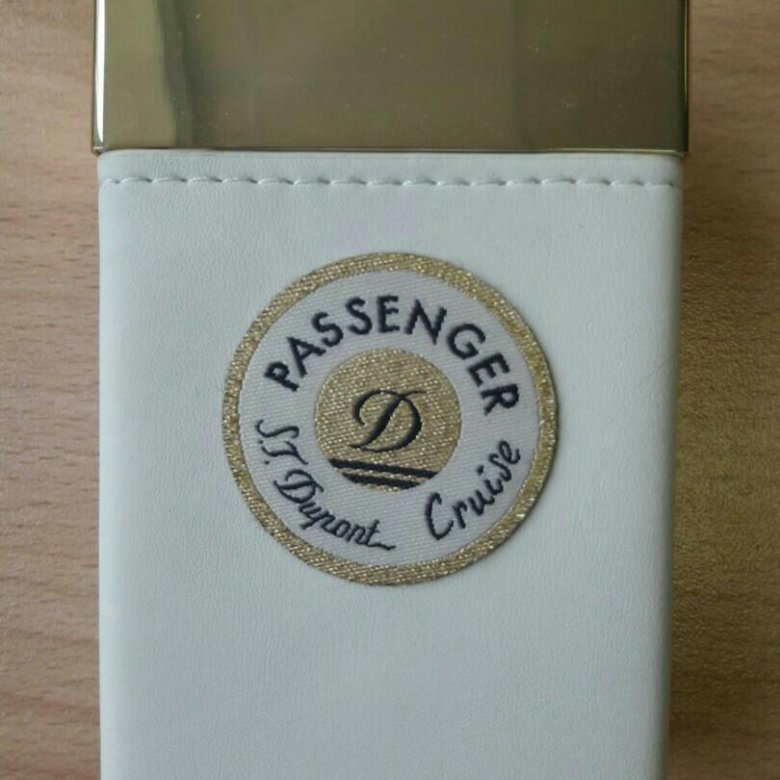 PASSENGER
D
S.T. Dupont
Cruise